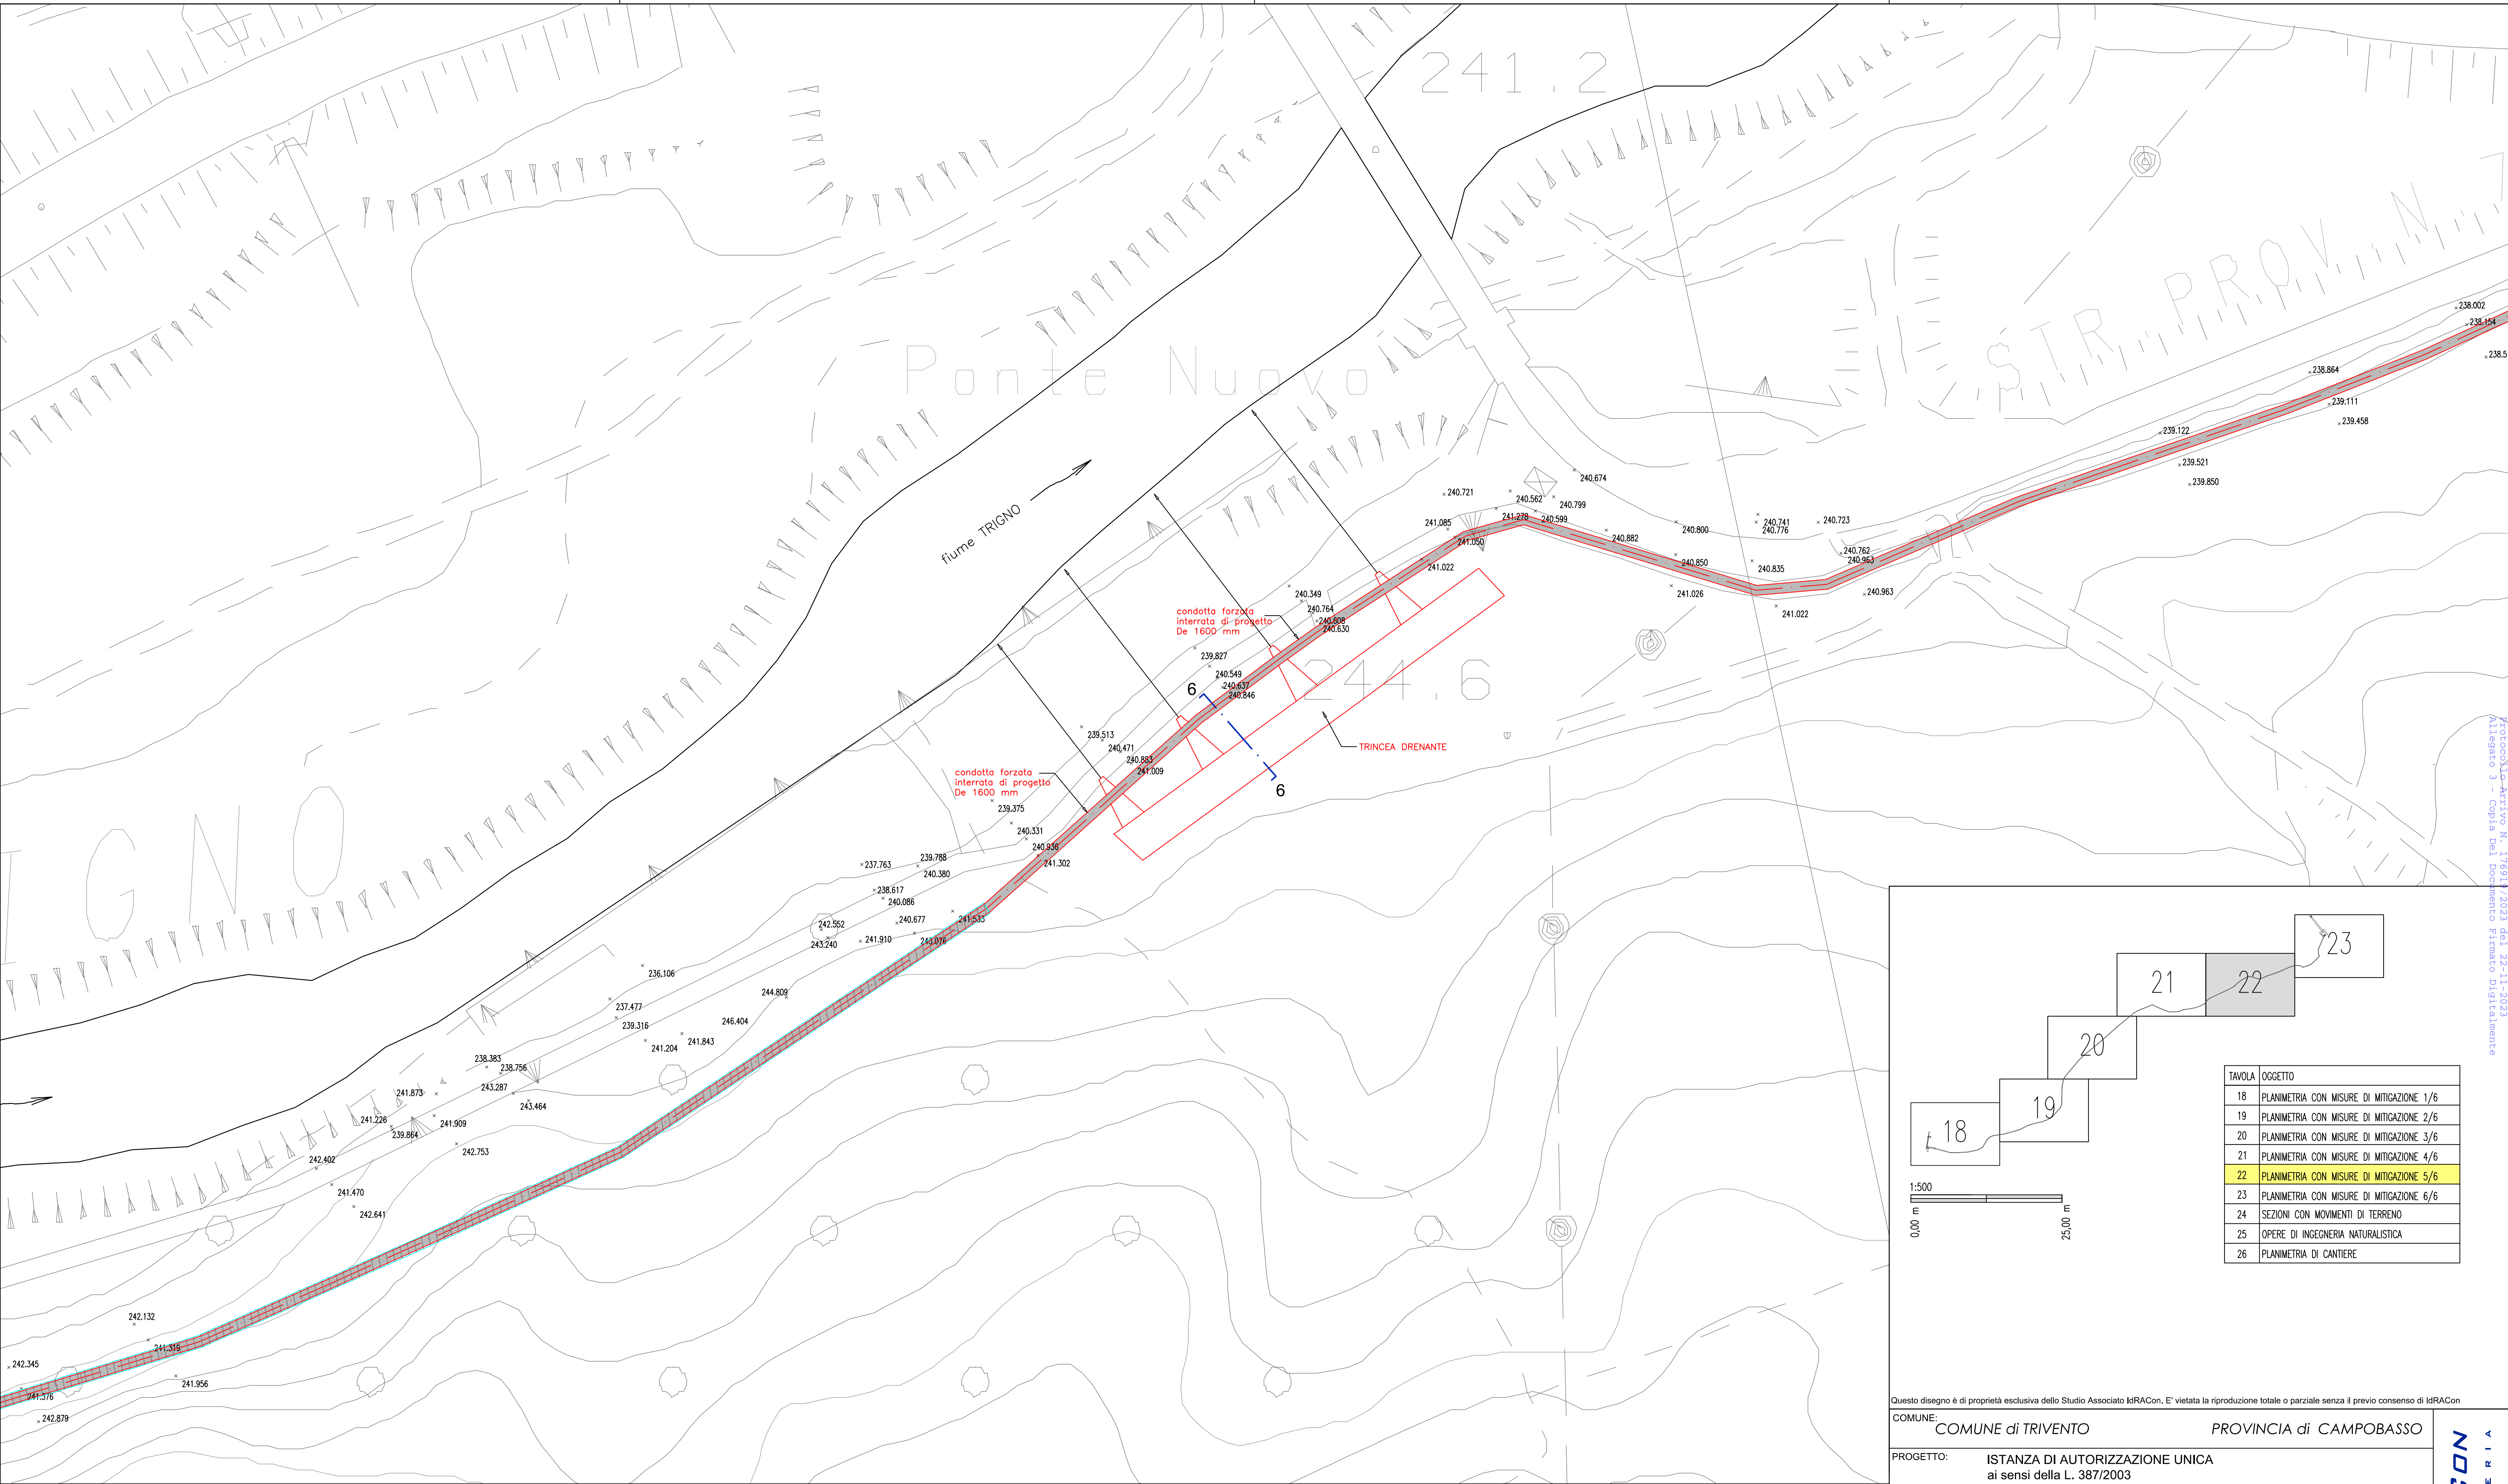 241.2
Ponte Nuovo
STR. PROV. N. 
238.002
238.154
238.5
238.864
239.111
239.458
239.122
239.521
239.850
fiume TRIGNO
240.674
240.721
240.562
240.799
241.278
240.599
241.085
241.050
240.882
240.800
240.741
240.776
240.723
240.762
240.963
240.850
240.835
241.022
241.026
240.963
241.022
240.349
240.764
240.608
240.630
condotta forzata
interrata di progetto
De 1600 mm
239.827
240.549
240.637
240.846
244.6
6
6
TRINCEA DRENANTE
239.513
240.471
240.883
241.009
condotta forzata
interrata di progetto
De 1600 mm
239.375
240.331
240.936
241.302
IGNO
237.763
239.788
240.380
238.617
240.086
240.677
241.533
242.552
243.240
241.910
243.076
236.106
244.809
237.477
239.316
246.404
241.204
241.843
238.383
238.756
243.287
243.464
241.873
241.226
239.864
241.909
242.753
242.402
241.470
242.641
242.132
241.319
242.345
241.376
241.956
242.879
Protocollo Arrivo N. 176919/2023 del 22-11-2023
Allegato 3 - Copia Del Documento Firmato Digitalmente
23
21
22
20
19
18
1:500
0,00 m
25,00 m
TAVOLA OGGETTO
18 PLANIMETRIA CON MISURE DI MITIGAZIONE 1/6
19 PLANIMETRIA CON MISURE DI MITIGAZIONE 2/6
20 PLANIMETRIA CON MISURE DI MITIGAZIONE 3/6
21 PLANIMETRIA CON MISURE DI MITIGAZIONE 4/6
22 PLANIMETRIA CON MISURE DI MITIGAZIONE 5/6
23 PLANIMETRIA CON MISURE DI MITIGAZIONE 6/6
24 SEZIONI CON MOVIMENTI DI TERRENO
25 OPERE DI INGEGNERIA NATURALISTICA
26 PLANIMETRIA DI CANTIERE
Questo disegno è di proprietà esclusiva dello Studio Associato IdRACon, E' vietata la riproduzione totale o parziale senza il previo consenso di IdRACon
COMUNE:
COMUNE di TRIVENTO PROVINCIA di CAMPOBASSO
PROGETTO: ISTANZA DI AUTORIZZAZIONE UNICA
ai sensi della L. 387/2003
CON
ERIA